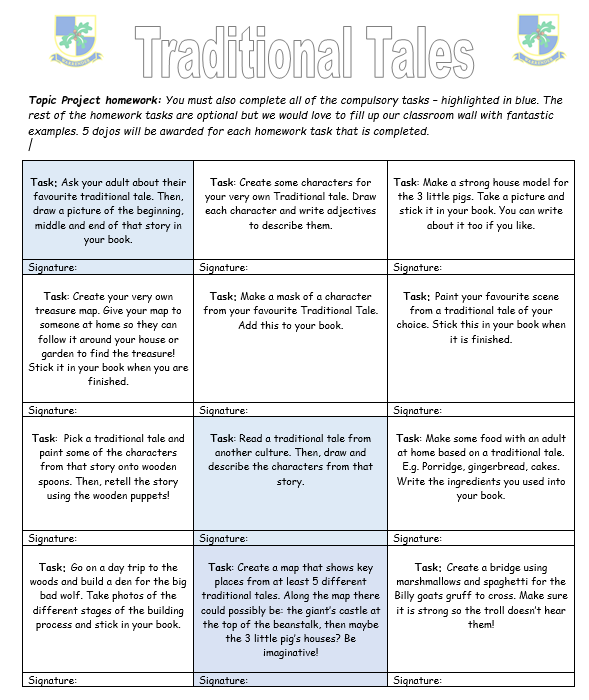 Traditional Tales
Topic Project homework: You must also complete all of the compulsory tasks – highlighted in blue. The
rest of the homework tasks are optional but we would love to fill up our classroom wall with fantastic
examples. 5 dojos will be awarded for each homework task that is completed.
Task: Ask your adult about their
favourite traditional tale. Then,
draw a picture of the beginning,
middle and end of that story in
your book.
Task: Create some characters for
your very own Traditional tale. Draw
each character and write adjectives
to describe them.
Task: Make a strong house model for
the 3 little pigs. Take a picture and
stick it in your book. You can write
about it too if you like.
Signature:
Signature:
Signature:
Task: Create your very own
treasure map. Give your map to
someone at home so they can
follow it around your house or
garden to find the treasure!
Stick it in your book when you are
finished.
Task: Make a mask of a character
from your favourite Traditional Tale.
Add this to your book.
Task: Paint your favourite scene
from a traditional tale of your
choice. Stick this in your book when
it is finished.
Signature:
Signature:
Signature:
Task: Pick a traditional tale and
paint some of the characters
from that story onto wooden
spoons. Then, retell the story
using the wooden puppets!
Task: Read a traditional tale from
another culture. Then, draw and
describe the characters from that
story.
Task: Make some food with an adult
at home based on a traditional tale.
E.g. Porridge, gingerbread, cakes.
Write the ingredients you used into
your book.
Signature:
Signature:
Signature:
Task: Go on a day trip to the
woods and build a den for the big
bad wolf. Take photos of the
different stages of the building
process and stick in your book.
Task: Create a map that shows key
places from at least 5 different
traditional tales. Along the map there
could possibly be: the giant's castle at
the top of the beanstalk, then maybe
the 3 little pig's houses? Be
imaginative!
Task: Create a bridge using
marshmallows and spaghetti for the
Billy goats gruff to cross. Make sure
it is strong so the troll doesn't hear
them!
Signature:
Signature:
Signature: